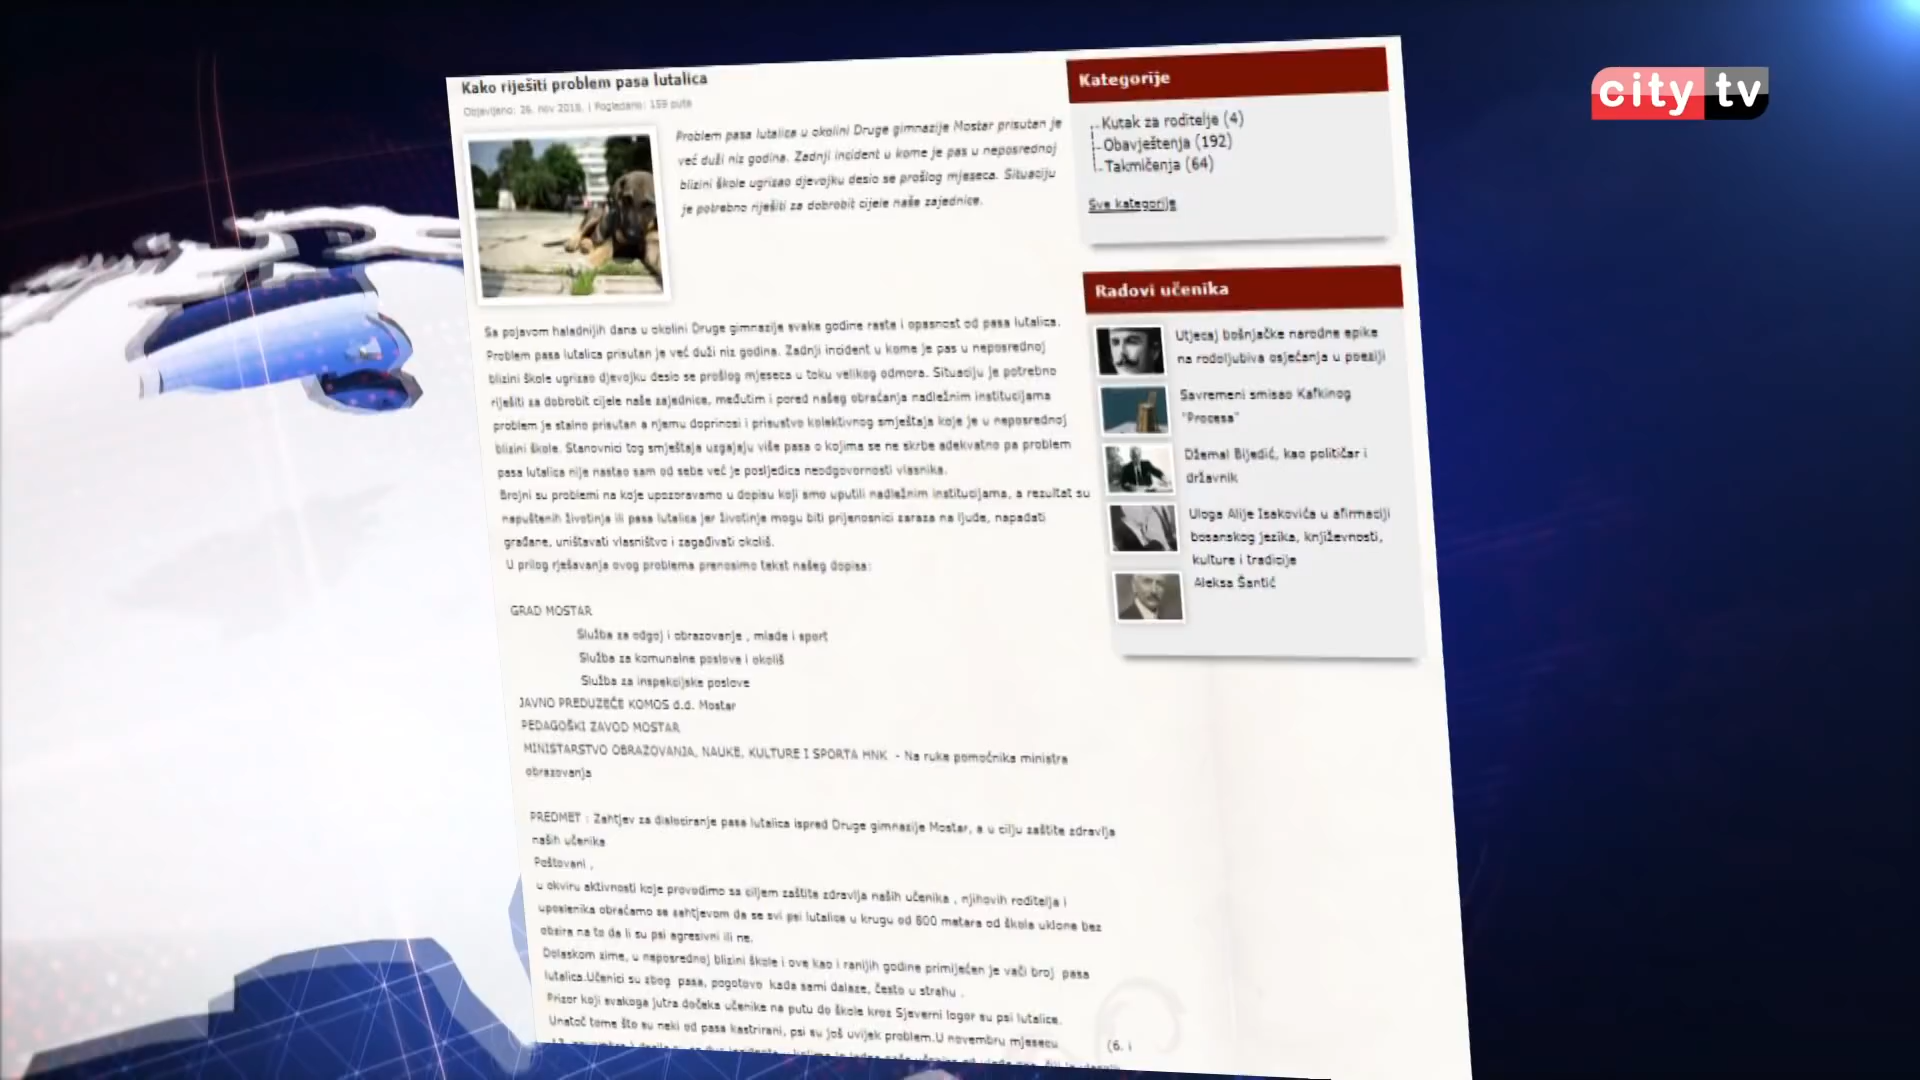 city tv
Kako riješiti problem pasa lutalica
Objavljeno: 26. nov 2018. | Pogledano: 159 puta
Problem pasa lutalica u okolini Druge gimnazije Mostar prisutan je
već duži niz godina. Zadnji incident u kome je pas u neposrednoj
blizini škole ugrizao djevojku desio se prošlog mjeseca. Situaciju
je potrebno riješiti za dobrobit cijele naše zajednice.
Sa pojavom hladnijih dana u okolini Druge gimnazije svake godine raste i opasnost od pasa lutalica.
Problem pasa lutalica prisutan je već duži niz godina. Zadnji incident u kome je pas u neposrednoj
blizini škole ugrizao djevojku desio se prošlog mjeseca u toku velikog odmora. Situaciju je potrebno
riješiti za dobrobit cijele naše zajednice, međutim i pored našeg obraćanja nadležnim institucijama
problem je stalno prisutan a njemu doprinosi i prisustvo kolektivnog smještaja koje je u neposrednoj
blizini škole. Stanovnici tog smještaja uzgajaju više pasa o kojima se ne skrbe adekvatno pa problem
pasa lutalica nije nastao sam od sebe već je posljedica neodgovornosti vlasnika.
Brojni su problemi na koje upozoravamo u dopisu koji smo uputili nadležnim institucijama, a rezultat su
napuštenih životinja ili pasa lutalica jer životinje mogu biti prijenosnici zaraza na ljude, napadati
građane, uništavati vlasništvo i zagađivati okoliš.
U prilog rješavanja ovog problema prenosimo tekst našeg dopisa:
GRAD MOSTAR
Služba za odgoj i obrazovanje , mlade i sport
Služba za komunalne poslove i okoliš
Služba za inspekcijske poslove
JAVNO PREDUZEĆE KOMOS d.d. Mostar
PEDAGOŠKI ZAVOD MOSTAR
MINISTARSTVO OBRAZOVANJA, NAUKE, KULTURE I SPORTA HNK - Na ruke pomoćnika ministra
obrazovanja
PREDMET : Zahtjev za dislociranje pasa lutalica ispred Druge gimnazije Mostar, a u cilju zaštite zdravlja
naših učenika
Poštovani ,
u okviru aktivnosti koje provodimo sa ciljem zaštite zdravlja naših učenika , njihovih roditelja i
uposlenika obraćamo se zahtjevom da se svi psi lutalice u krugu od 600 metara od škole uklone bez
obzira na to da li su psi agresivni ili ne.
Dolaskom zime, u neposrednoj blizini škole i ove kao i ranijih godine primijećen je veći broj pasa
lutalica.Učenici su zbog pasa, pogotovo kada sami dolaze, često u strahu .
Prizor koji svakoga jutra dočeka učenike na putu do škole kroz Sjeverni logor su psi lutalice.
Unatoč tome što su neki od pasa kastrirani, psi su još uvijek problem.U novembru mjesecu (6. i
Kategorije
Kutak za roditelje (4)
Obavještenja (192)
Takmičenja (64)
Sve kategorije
Radovi učenika
Utjecaj bošnjačke narodne epike
na rodoljubiva osjećanja u poeziji
Savremeni smisao Kafkinog
"Procesa"
Džemal Bijedić, kao političar i
državnik
Uloga Alije Isakovića u afirmaciji
bosanskog jezika, književnosti,
kulture i tradicije
Aleksa Šantić